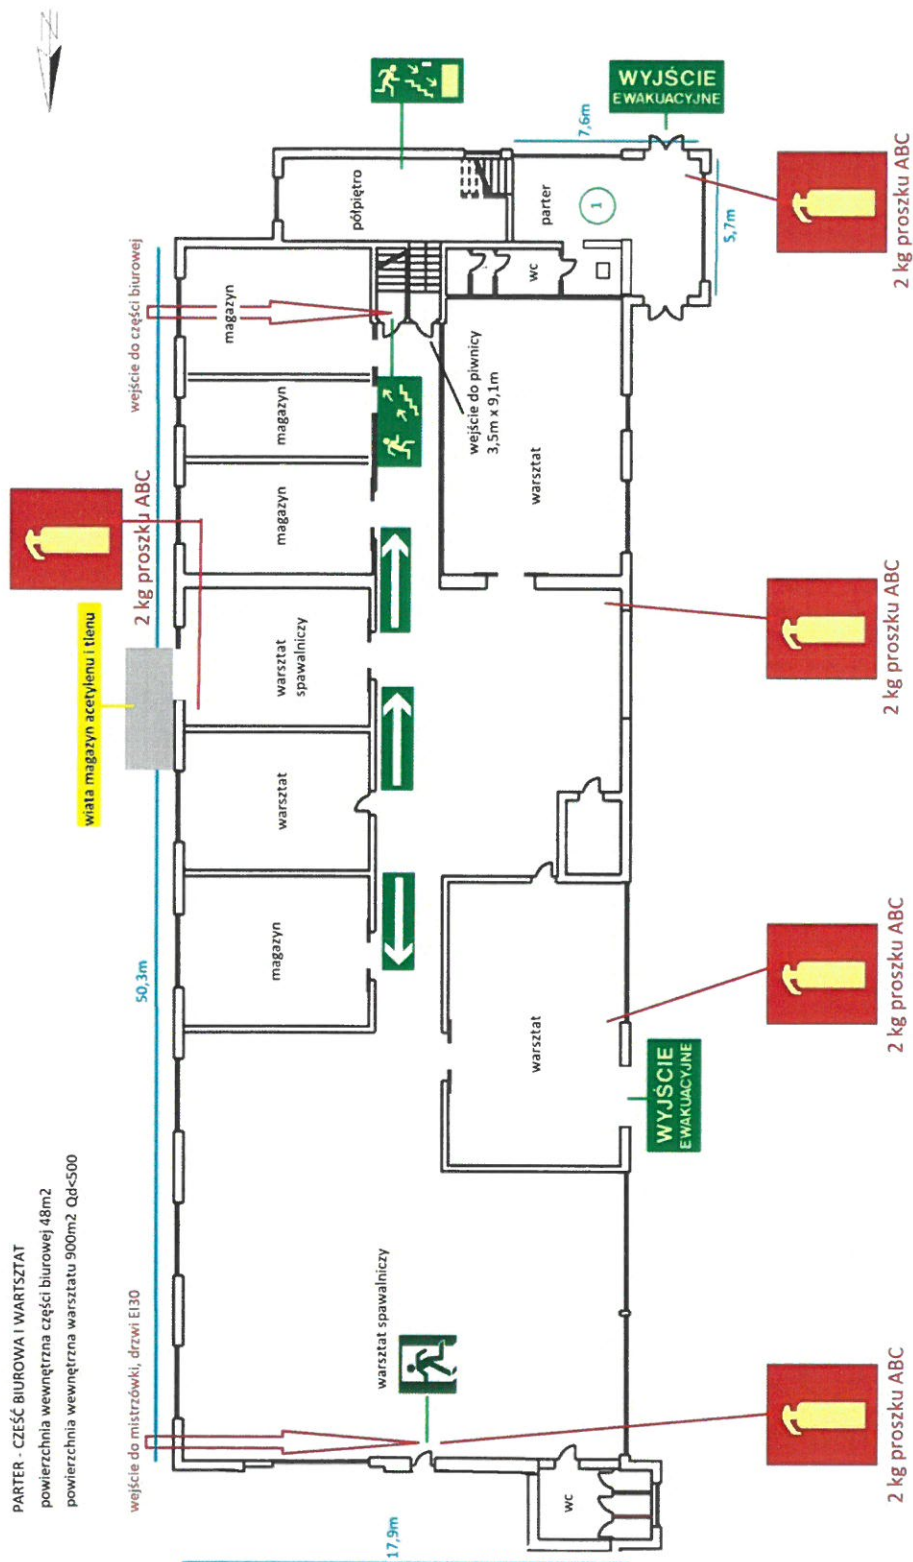 PARTER - CZEŚĆ BIUROWA I WARTSZTAT
powierzchnia wewnętrzna części biurowej 48m2
powierzchnia wewnętrzna warsztatu 900m2 Qd<500
wejście do mistrzówki, drzwi EI30
50,3m
wiata magazyn acetylenu i tlenu
2 kg proszku ABC
wejście do części biurowej
17,9m
magazyn
warsztat
warsztat
spawalniczy
magazyn
magazyn
magazyn
półpiętro
warsztat spawalniczy
wejście do piwnicy
3,5m x 9,1m
wc
warsztat
warsztat
wc
parter
1
7,6m
5,7m
WYJŚCIE
EWAKUACYJNE
WYJŚCIE
EWAKUACYJNE
2 kg proszku ABC
2 kg proszku ABC
2 kg proszku ABC
2 kg proszku ABC